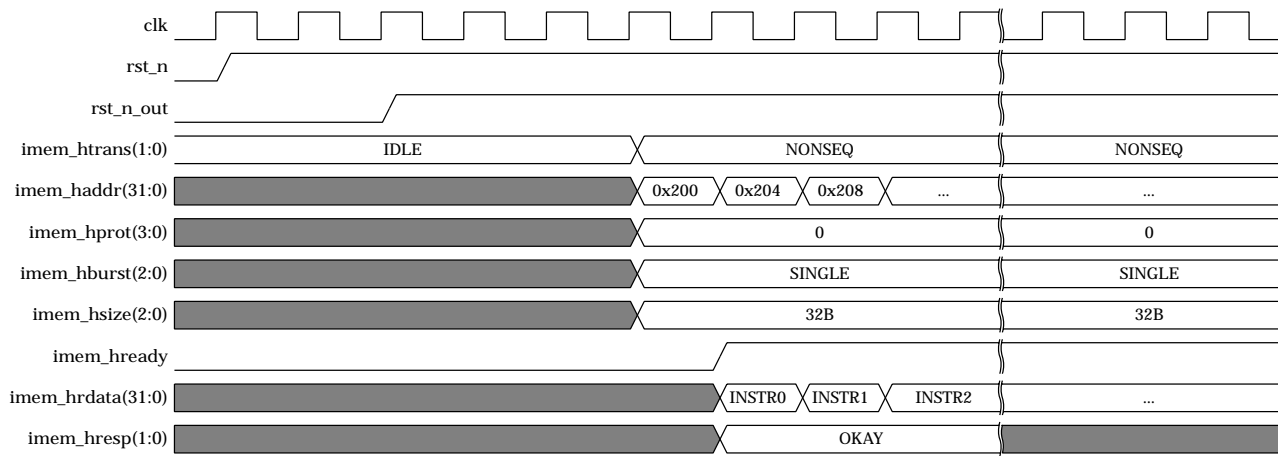 clk
rst_n
rst_n_out
imem_htrans(1:0) IDLE NONSEQ NONSEQ
imem_haddr(31:0) 0x200 0x204 0x208 ... ...
imem_hprot(3:0) 0 0
imem_hburst(2:0) SINGLE SINGLE
imem_hsize(2:0) 32B 32B
imem_hready
imem_hrdata(31:0) INSTR0 INSTR1 INSTR2 ...
imem_hresp(1:0) OKAY